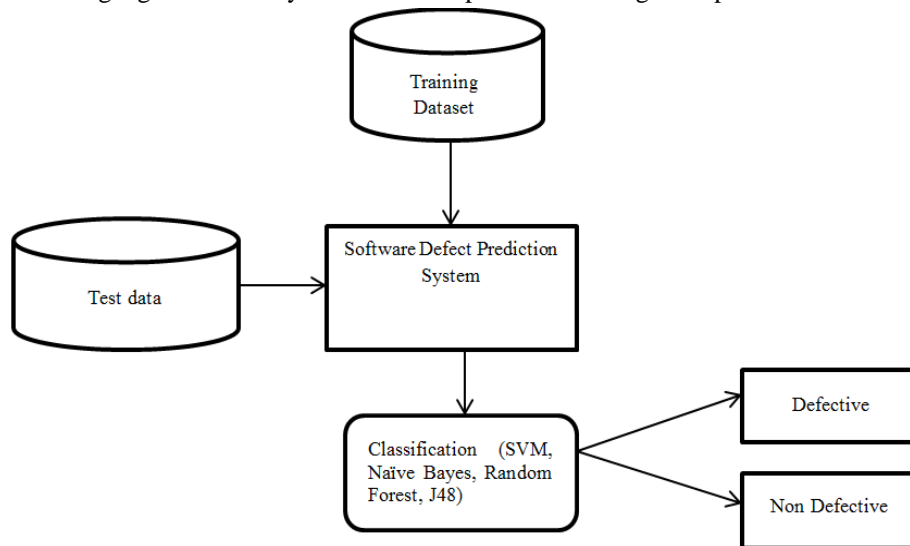 Training
Dataset
Software Defect Prediction
System
Test data
Classification (SVM,
Naïve Bayes, Random
Forest, J48)
Defective
Non Defective